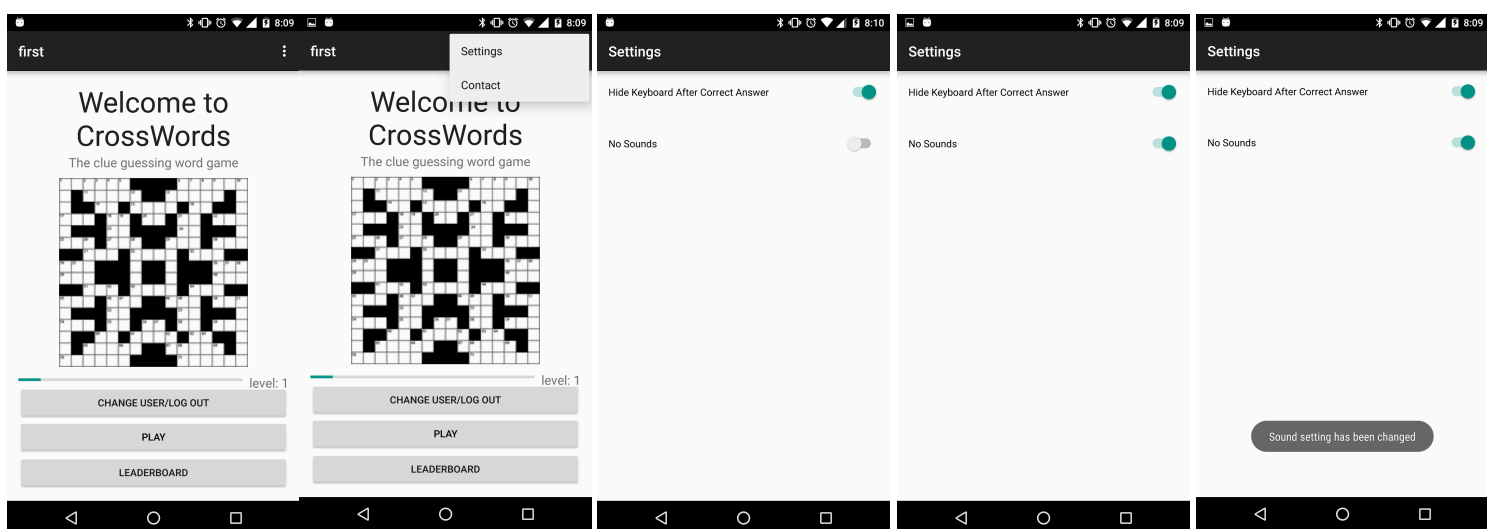 8:09
first
Welcome to
CrossWords
The clue guessing word game
level: 1
CHANGE USER/LOG OUT
PLAY
LEADERBOARD
8:09
first
Settings
Contact
Welcome to
CrossWords
The clue guessing word game
level: 1
CHANGE USER/LOG OUT
PLAY
LEADERBOARD
8:10
Settings
Hide Keyboard After Correct Answer
No Sounds
8:09
Settings
Hide Keyboard After Correct Answer
No Sounds
8:09
Settings
Hide Keyboard After Correct Answer
No Sounds
Sound setting has been changed